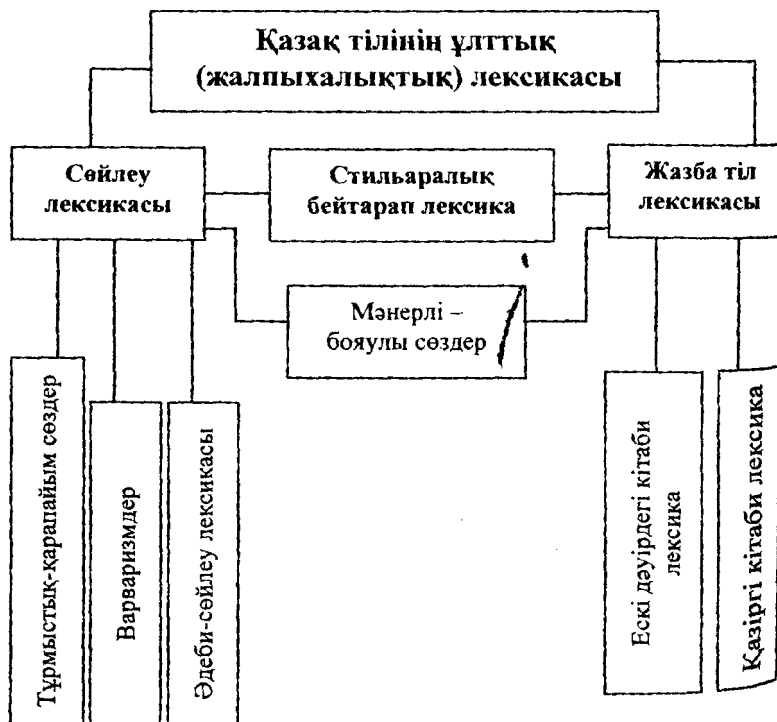 Қазақ тілінің ұлттық
(жалпыхалықтық) лексикасы
Сөйлеу
лексикасы
Стильаралық
бейтарап лексика
Жазба тіл
лексикасы
Мәнерлі –
бояулы сөздер
Тұрмыстық-қарапайым сөздер
Варваризмдер
Әдеби-сөйлеу лексикасы
Ескі дәуірдегі кітаби
лексика
Қазіргі кітаби лексика